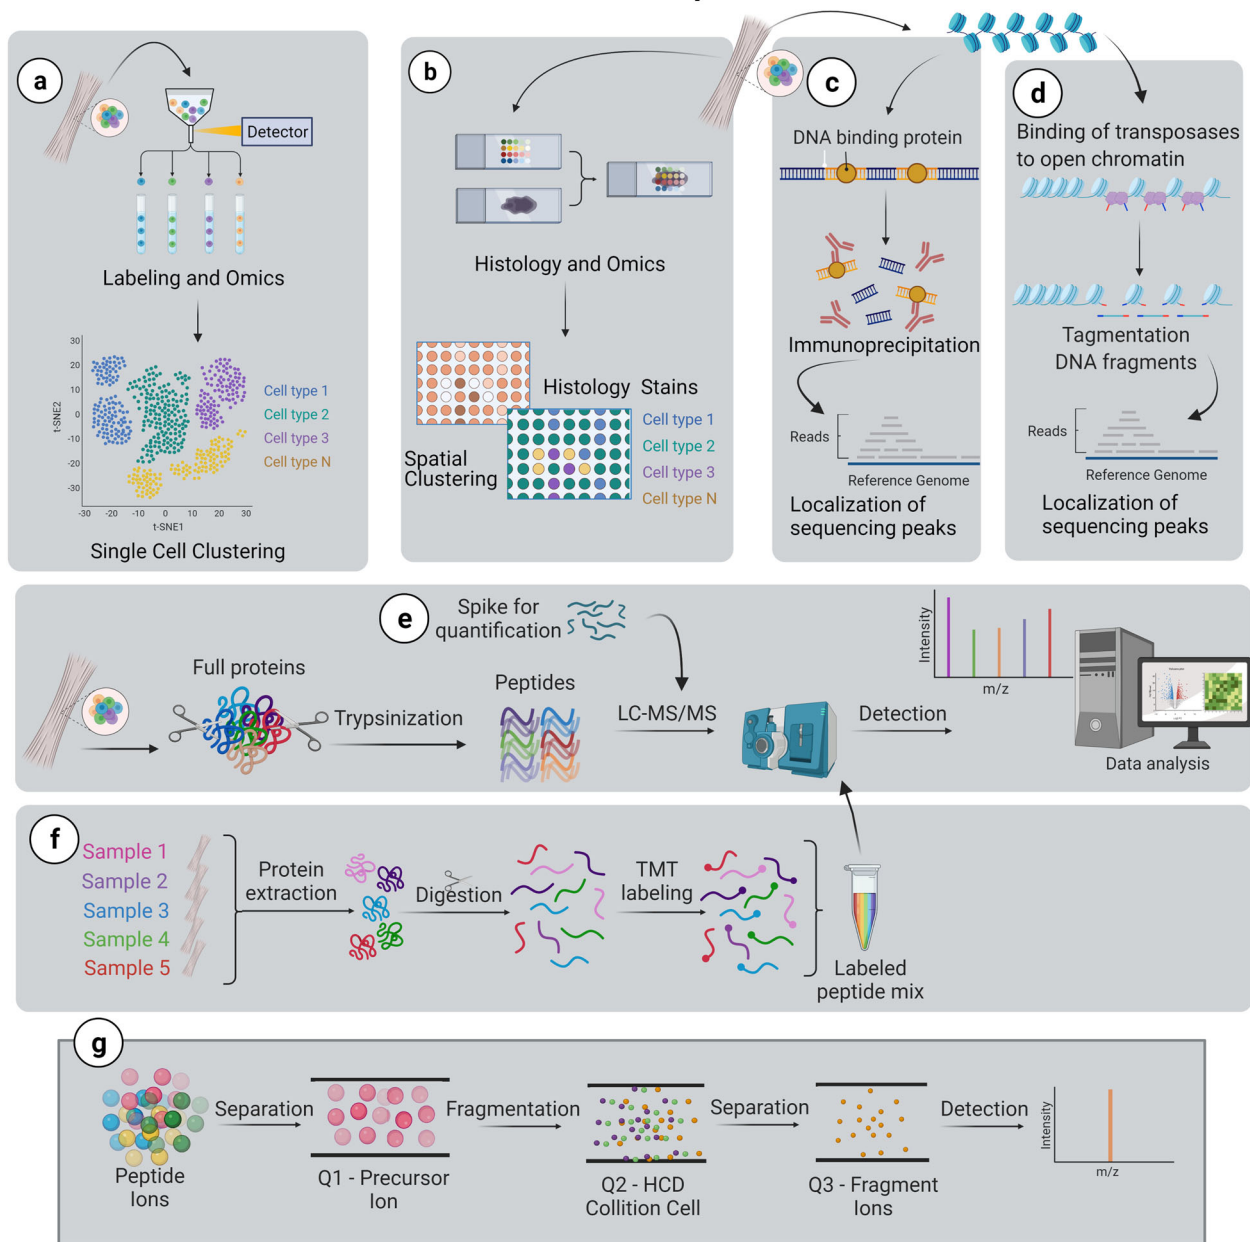 a
Detector
Labeling and Omics
30
20
10
0
-10
-20
-30
t-SNE2
-30 -20 -10 0 10 20 30
t-SNE1
Cell type 1
Cell type 2
Cell type 3
Cell type N
Single Cell Clustering
b
Histology and Omics
Histology Stains
Cell type 1
Cell type 2
Cell type 3
Cell type N
Spatial
Clustering
c
DNA binding protein
Immunoprecipitation
Reads
Reference Genome
Localization of
sequencing peaks
d
Binding of transposases
to open chromatin
Tagmentation
DNA fragments
Reads
Reference Genome
Localization of
sequencing peaks
e
Spike for
quantification
Full proteins
Trypsinization
Peptides
LC-MS/MS
Detection
Intensity
m/z
Data analysis
f
Sample 1
Sample 2
Sample 3
Sample 4
Sample 5
Protein
extraction
Digestion
TMT
labeling
Labeled
peptide mix
g
Peptide
Ions
Separation
Q1 - Precursor
Ion
Fragmentation
Q2 - HCD
Collition Cell
Separation
Q3 - Fragment
Ions
Detection
Intensity
m/z